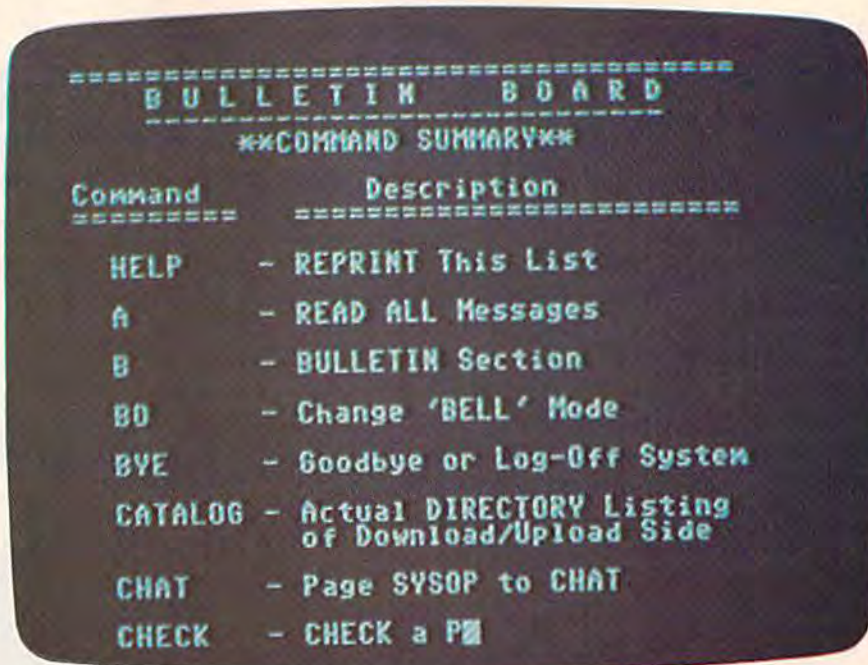 ======================================
B U L L E T I N   B O A R D
------------------------------
**COMMAND SUMMARY**
Command Description
========= =========================
HELP - REPRINT This List
A - READ ALL Messages
B - BULLETIN Section
BO - Change 'BELL' Mode
BYE - Goodbye or Log-Off System
CATALOG - Actual DIRECTORY Listing
of Download/Upload Side
CHAT - Page SYSOP to CHAT
CHECK - CHECK a P